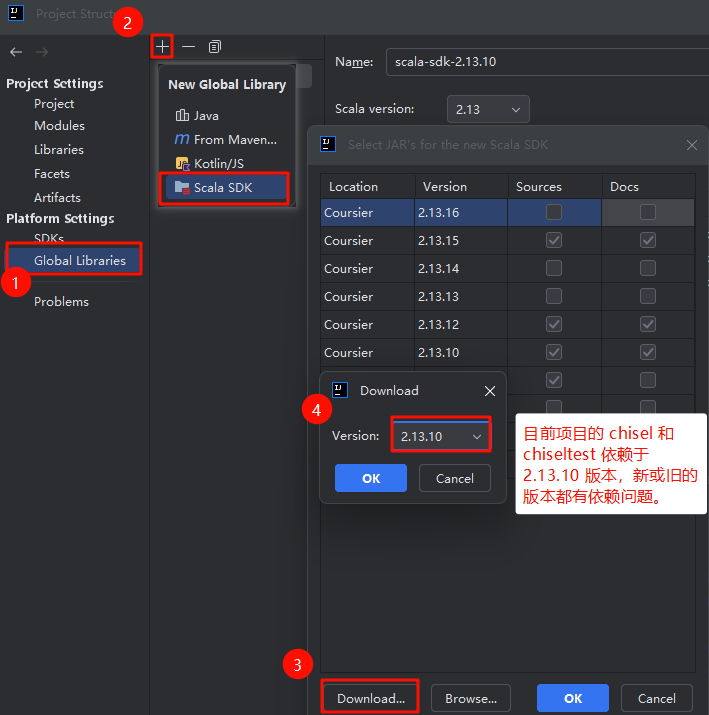 Project Struct
2
New Global Library
Java
From Maven...
Kotlin/JS
Scala SDK
Project Settings
Project
Modules
Libraries
Facets
Artifacts
Platform Settings
SDKs
Global Libraries
1
Problems
Name:
scala-sdk-2.13.10
Scala version:
2.13
Select JAR's for the new Scala SDK
Location Version Sources Docs
Coursier 2.13.16
Coursier 2.13.15
Coursier 2.13.14
Coursier 2.13.13
Coursier 2.13.12
Coursier 2.13.10
Download
4
Version: 2.13.10
OK Cancel
目前项目的 chisel 和
chiseltest 依赖于
2.13.10 版本，新或旧的
版本都有依赖问题。
3
Download... Browse... OK Cancel